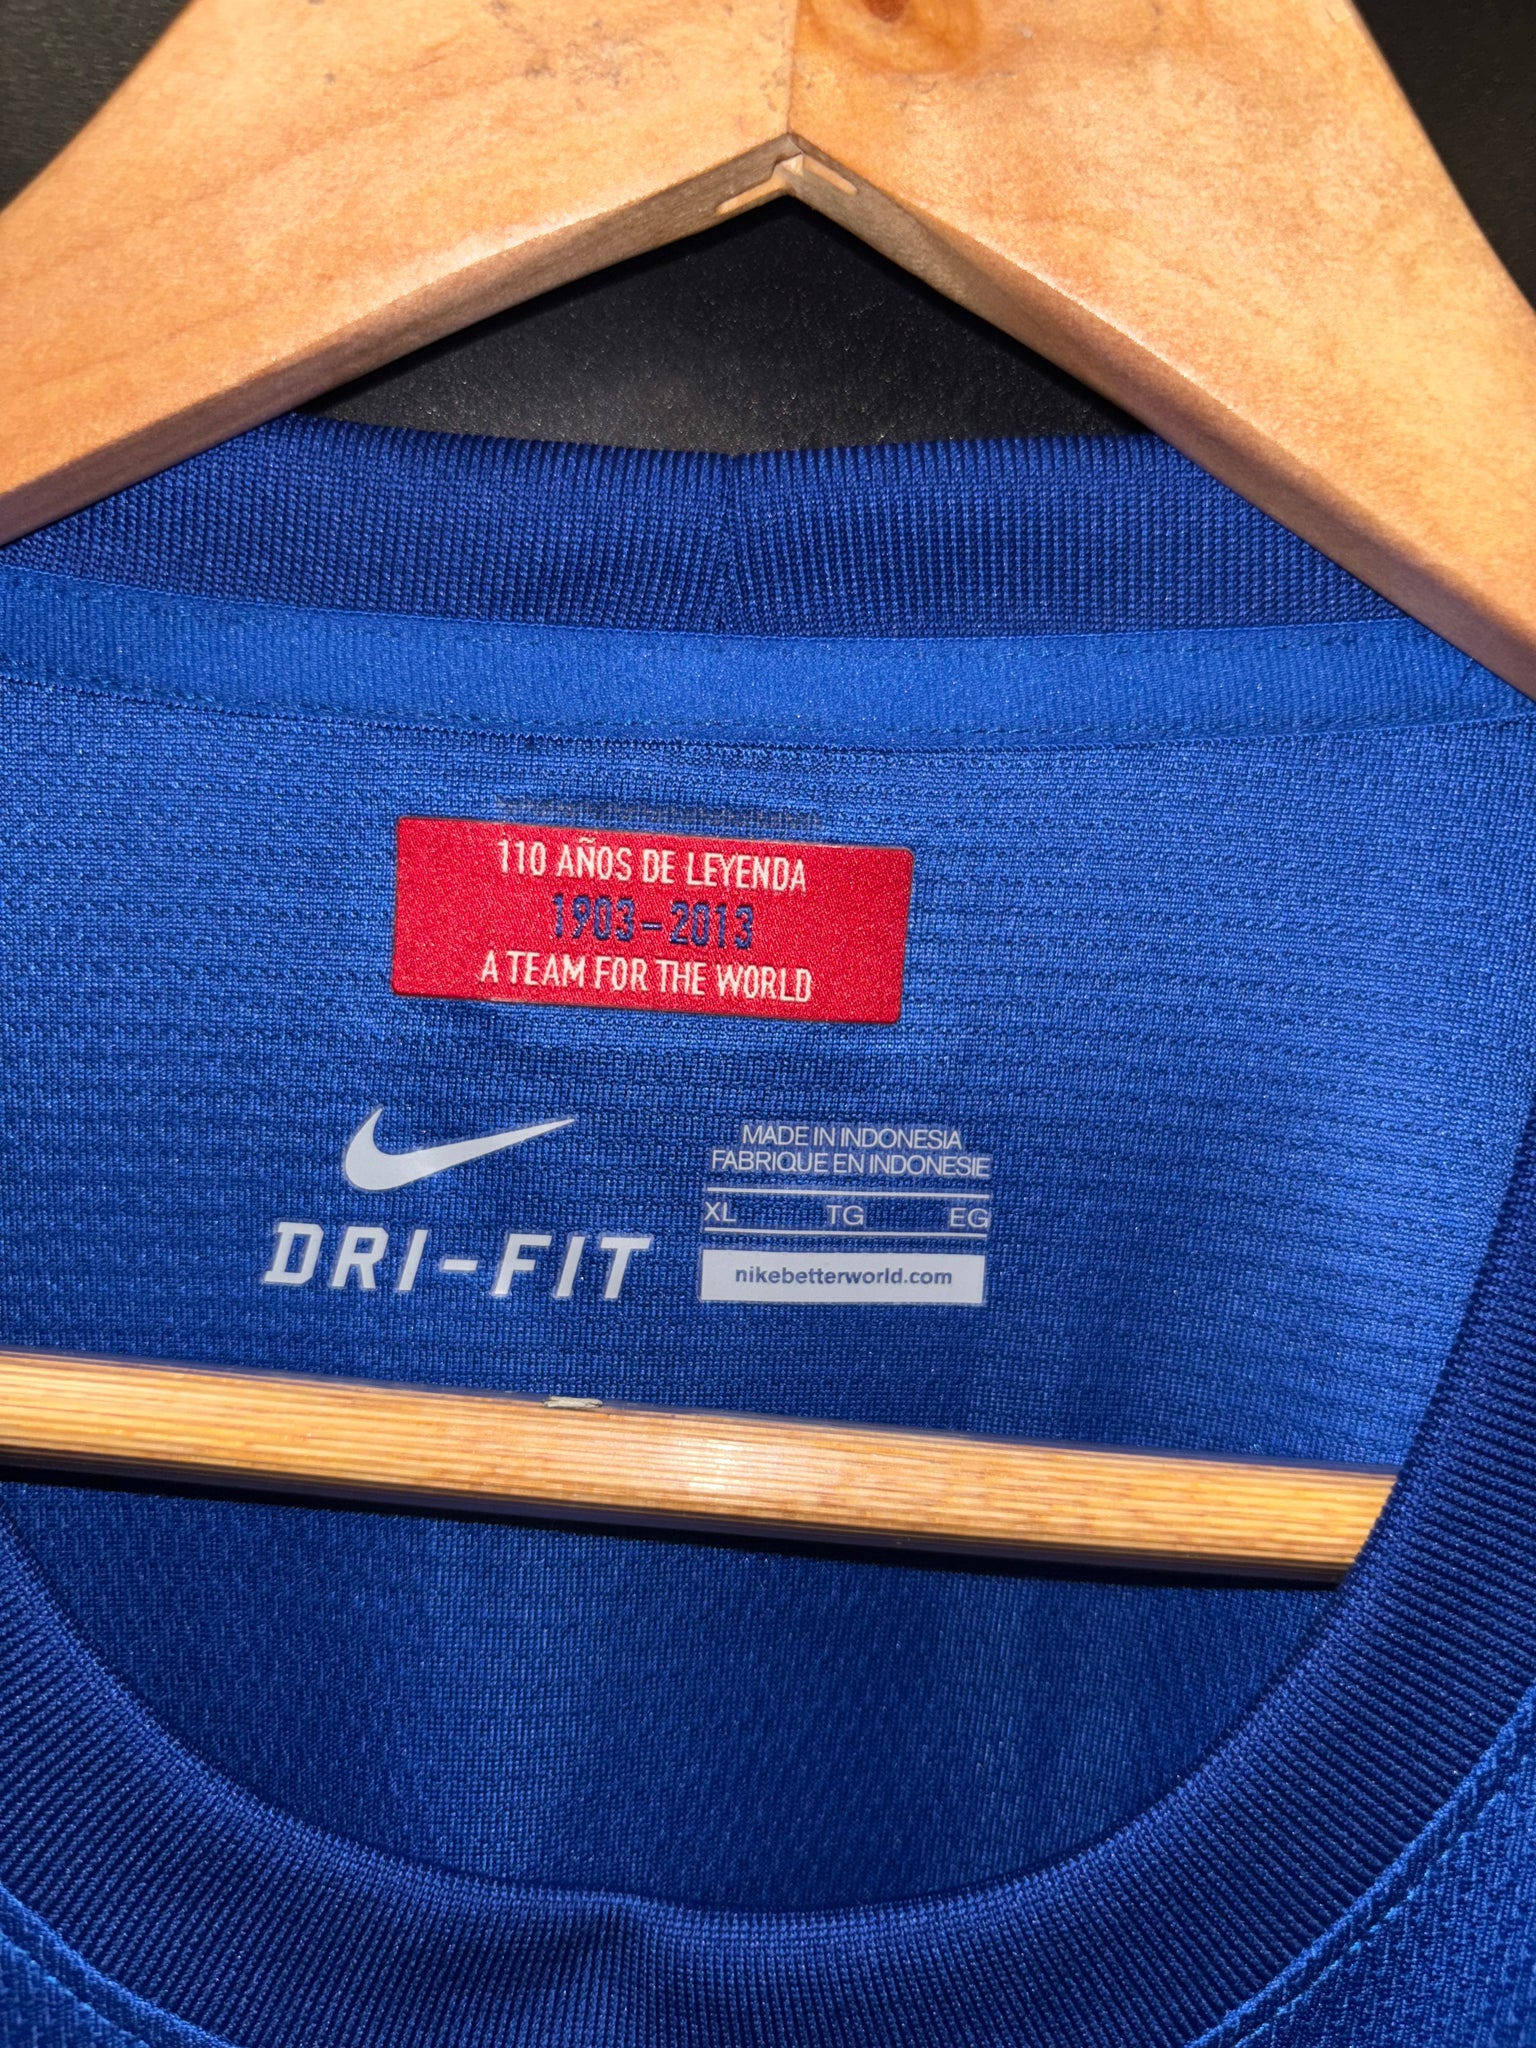 110 AÑOS DE LEYENDA
1903-2013
A TEAM FOR THE WORLD
DRI-FIT
MADE IN INDONESIA
FABRIQUE EN INDONESIE
XL TG EG
nikebetterworld.com